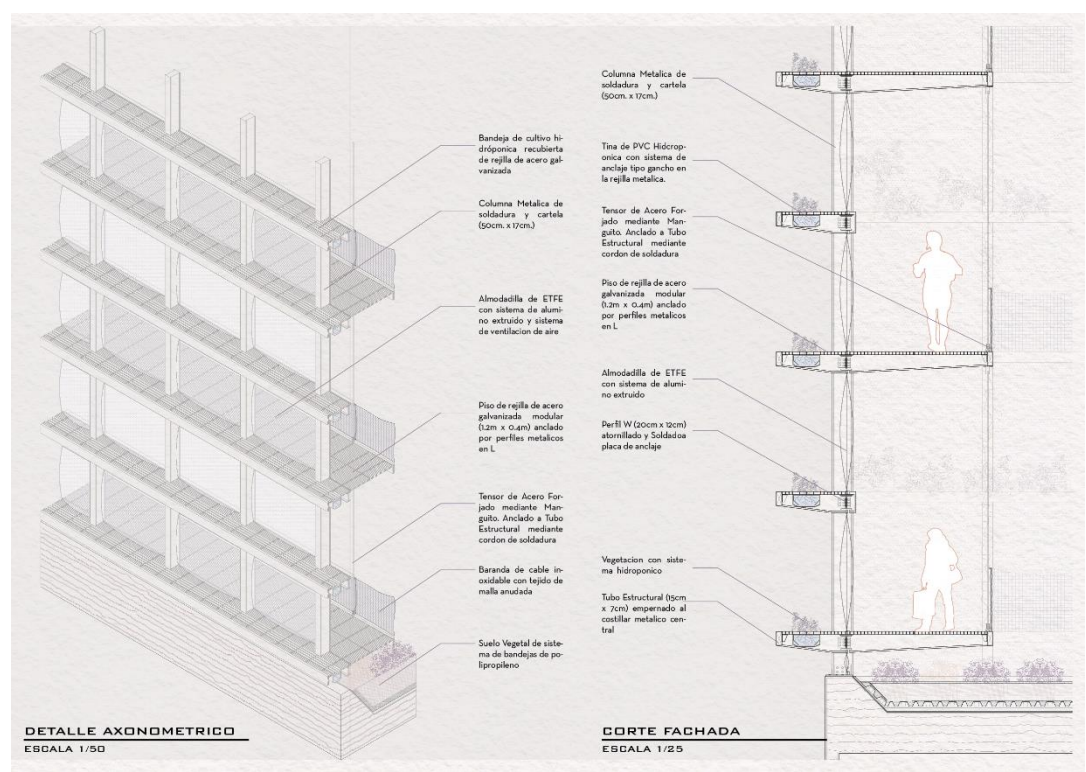 Bandeja de cultivo hi-
dróponica recubierta
de rejilla de acero gal-
vanizada
Columna Metalica de
soldadura y cartela
(50cm. x 17cm.)
Almodadilla de ETFE
con sistema de alumi-
no extruido y sistema
de ventilacion de aire
Piso de rejilla de acero
galvanizada modular
(1.2m x 0.4m) anclado
por perfiles metalicos
en L
Tensor de Acero For-
jado mediante Man-
guito. Anclado a Tubo
Estructural mediante
cordon de soldadura
Baranda de cable in-
oxidable con tejido de
malla anudada
Suelo Vegetal de siste-
ma de bandejas de po-
lipropileno
DETALLE AXONOMETRICO
ESCALA 1/50
Columna Metalica de
soldadura y cartela
(50cm. x 17cm.)
Tina de PVC Hidcrop-
onica con sistema de
anclaje tipo gancho en
la rejilla metalica.
Tensor de Acero For-
jado mediante Man-
guito. Anclado a Tubo
Estructural mediante
cordon de soldadura
Piso de rejilla de acero
galvanizada modular
(1.2m x 0.4m) anclado
por perfiles metalicos
en L
Almodadilla de ETFE
con sistema de alumi-
no extruido
Perfil W (20cm x 12cm)
atornillado y Soldadoa
placa de anclaje
Vegetacion con siste-
ma hidroponico
Tubo Estructural (15cm
x 7cm) empernado al
costillar metalico cen-
tral
CORTE FACHADA
ESCALA 1/25